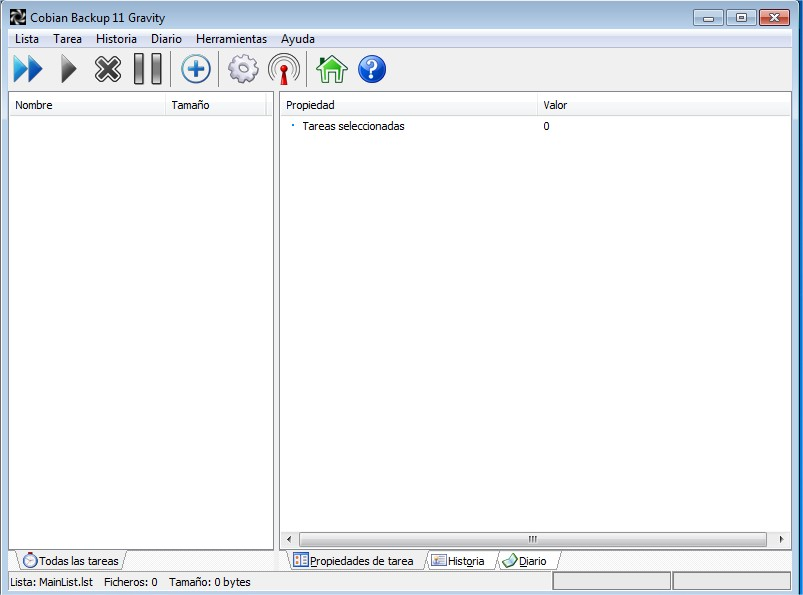 Cobian Backup 11 Gravity
Lista Tarea Historia Diario Herramientas Ayuda
?
Nombre Tamaño Propiedad Valor
Tareas seleccionadas 0
Todas las tareas Propiedades de tarea Historia Diario
Lista: MainList.lst Ficheros: 0 Tamaño: 0 bytes